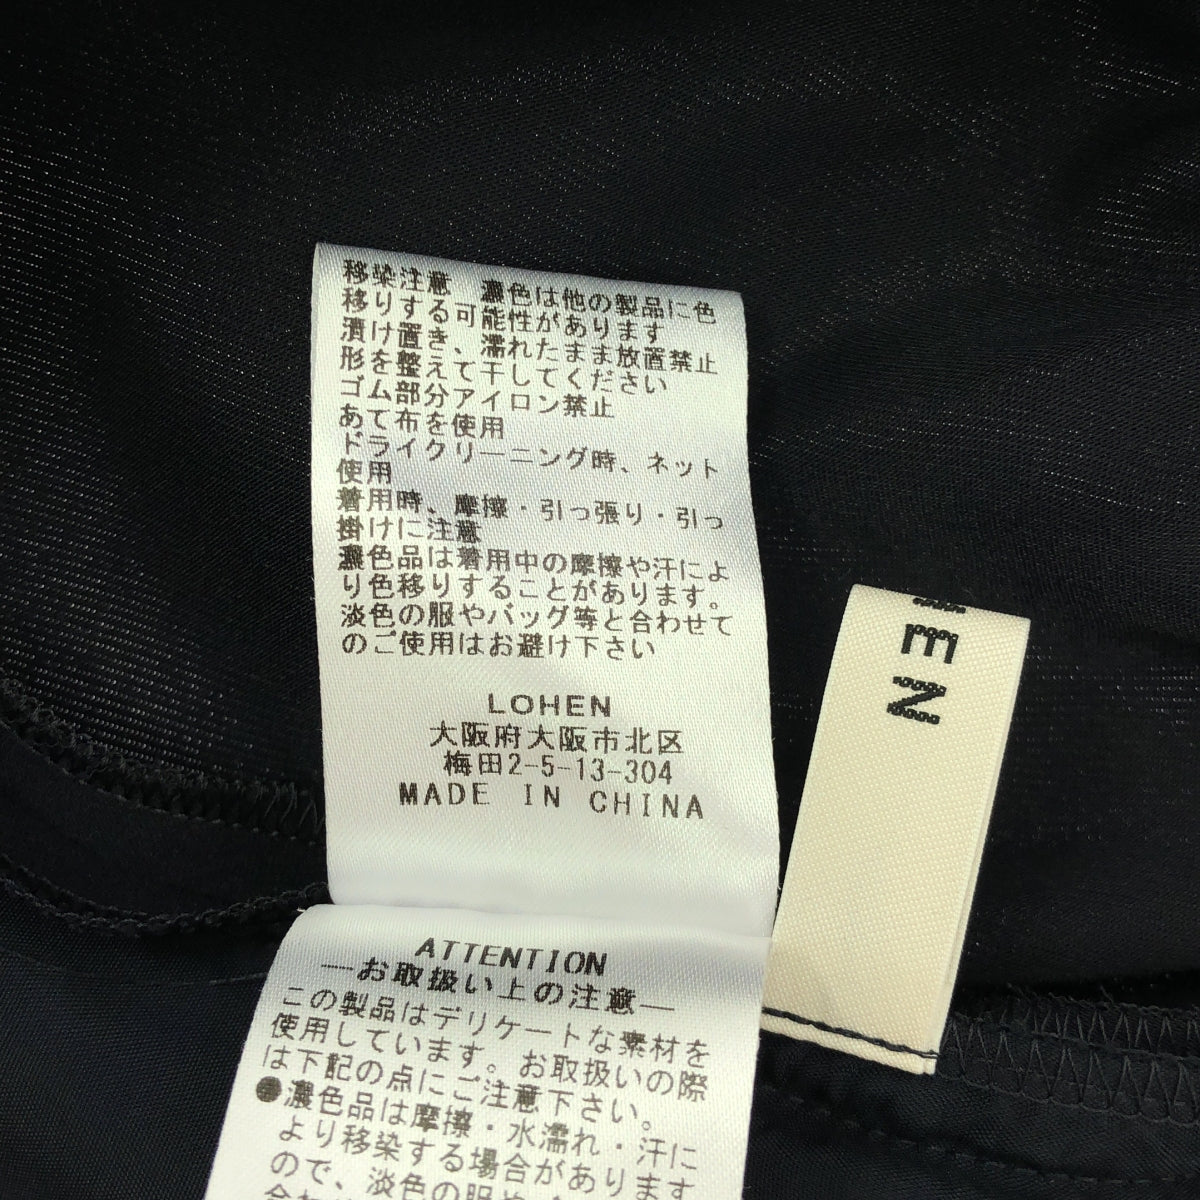 移染注意 濃色は他の製品に色
移りする可能性があります
漬け置き、濡れたまま放置禁止
形を整えて干してください
ゴム部分アイロン禁止
あて布を使用
ドライクリーニング時、ネット
使用
着用時、摩擦・引っ張り・引っ
掛けに注意
濃色品は着用中の摩擦や汗によ
り色移りすることがあります。
淡色の服やバッグ等と合わせて
のご使用はお避け下さい
LOHEN
大阪府大阪市北区
梅田2-5-13-304
MADE IN CHINA
EN
ATTENTION
―お取扱い上の注意―
この製品はデリケートな素材を
使用しています。お取扱いの際
は下記の点にご注意下さい。
●濃色品は摩擦・水濡れ・汗に
より移染する場合があります
ので、淡色の服や